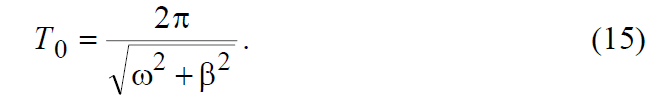 T₀ = 2π / √(ω² + β²) . (15)